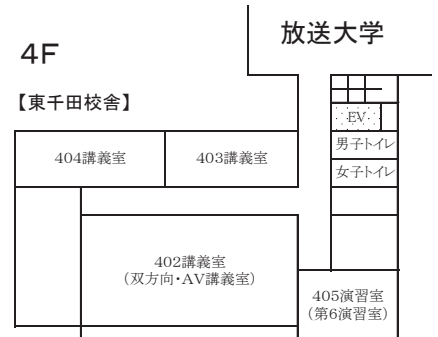 放送大学
4F
【東千田校舎】
EV
男子トイレ
404講義室
403講義室
女子トイレ
402講義室
（双方向・AV講義室）
405演習室
（第6演習室）